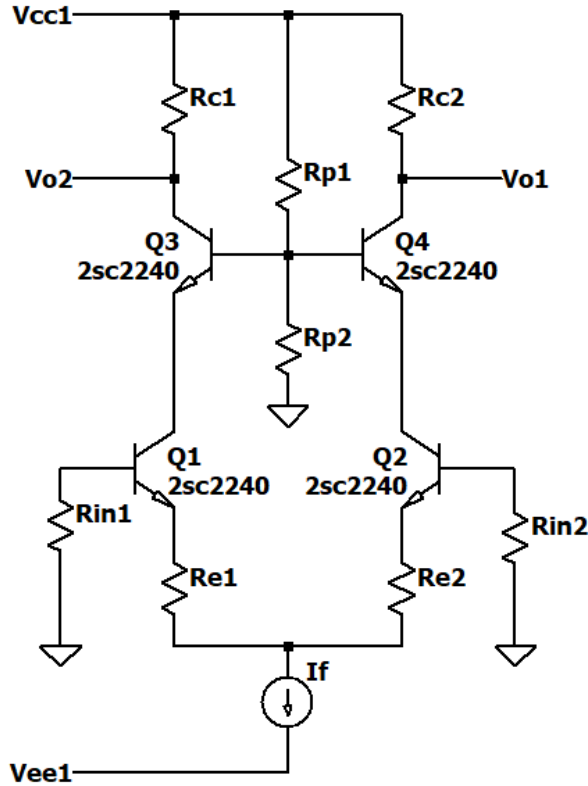 Vcc1
Rc1
Rc2
Rp1
Vo2
Vo1
Q3
2sc2240
Q4
2sc2240
Rp2
Q1
2sc2240
Q2
2sc2240
Rin1
Rin2
Re1
Re2
If
Vee1